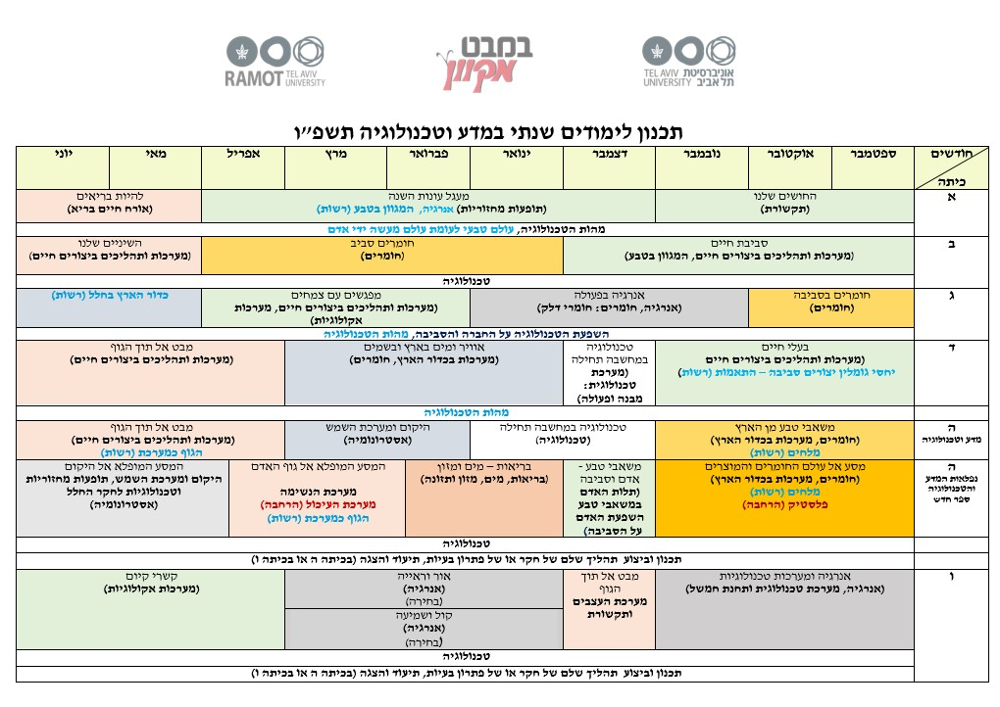 RAMOT TEL AVIV UNIVERSITY
במבט מקוון
TEL AVIV UNIVERSITY אוניברסיטת תל אביב
תכנון לימודים שנתי במדע וטכנולוגיה תשפ"ו
חודשים
כיתה
ספטמבר
אוקטובר
נובמבר
דצמבר
ינואר
פברואר
מרץ
אפריל
מאי
יוני
א
החושים שלנו
(תקשורת)
מעגל עונות השנה
(תופעות מחזוריות) אנרגיה, המגוון בטבע (רשות)
להיות בריאים
(אורח חיים בריא)
מהות הטכנולוגיה, עולם טבעי לעומת עולם מעשה ידי אדם
ב
סביבת חיים
(מערכות ותהליכים ביצורים חיים, המגוון בטבע)
חומרים סביב
(חומרים)
השיניים שלנו
(מערכות ותהליכים ביצורים חיים)
טכנולוגיה
ג
חומרים בסביבה
(חומרים)
אנרגיה בפעולה
(אנרגיה, חומרים: חומרי דלק)
מפגשים עם צמחים
(מערכות ותהליכים ביצורים חיים, מערכות
אקולוגיות)
כדור הארץ בחלל (רשות)
השפעת הטכנולוגיה על החברה והסביבה, מהות הטכנולוגיה
ד
בעלי חיים
(מערכות ותהליכים ביצורים חיים
יחסי גומלין יצורים סביבה – התאמות (רשות)
טכנולוגיה
במחשבה תחילה
(מערכת
טכנולוגית:
מבנה ופעולה)
אוויר ומים בארץ ובשמים
(מערכות בכדור הארץ, חומרים)
מבט אל תוך הגוף
(מערכות ותהליכים ביצורים חיים)
מהות הטכנולוגיה
ה
מדע וטכנולוגיה
משאבי טבע מן הארץ
(חומרים, מערכות בכדור הארץ)
מלחים (רשות)
טכנולוגיה במחשבה תחילה
(טכנולוגיה)
היקום ומערכת השמש
(אסטרונומיה)
מבט אל תוך הגוף
(מערכות ותהליכים ביצורים חיים)
הגוף כמערכת (רשות)
ה
נפלאות המדע
והטכנולוגיה
ספר חדש
מסע אל עולם החומרים והמוצרים
(חומרים, מערכות בכדור הארץ)
מלחים (רשות)
פלסטיק (הרחבה)
משאבי טבע -
אדם וסביבה
(תלות האדם
במשאבי טבע
השפעת האדם
על הסביבה)
בריאות – מים ומזון
(בריאות, מים, מזון ותזונה)
המסע המופלא אל גוף האדם
מערכת הנשימה
מערכת העיכול (הרחבה)
הגוף כמערכת (רשות)
המסע המופלא אל היקום
היקום ומערכת השמש, תופעות מחזוריות
וטכנולוגיות לחקר החלל
(אסטרונומיה)
טכנולוגיה
תכנון וביצוע תהליך שלם של חקר או של פתרון בעיות, תיעוד והצגה (בכיתה ה או בכיתה ו)
ו
אנרגיה ומערכות טכנולוגיות
(אנרגיה, מערכת טכנולוגית ותחנת חמשל)
מבט אל תוך
הגוף
מערכת העצבים
ותקשורת
אור וראייה
(אנרגיה)
(בחירה)
קול ושמיעה
(אנרגיה)
(בחירה)
קשרי קיום
(מערכות אקולוגיות)
טכנולוגיה
תכנון וביצוע תהליך שלם של חקר או של פתרון בעיות, תיעוד והצגה (בכיתה ה או בכיתה ו)